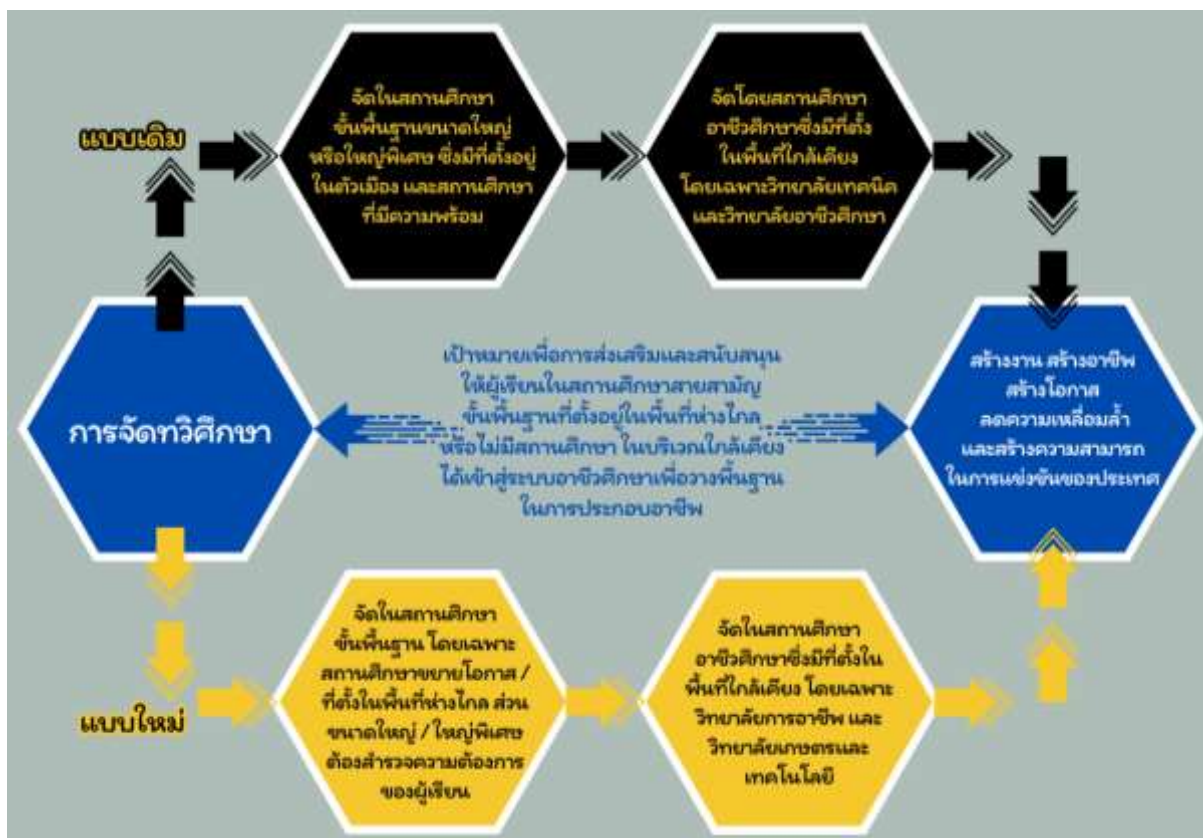 แบบเดิม
จัดในสถานศึกษา
ขั้นพื้นฐานขนาดใหญ่
หรือใหญ่พิเศษ ซึ่งมีที่ตั้งอยู่
ในตัวเมือง และสถานศึกษา
ที่มีความพร้อม
จัดโดยสถานศึกษา
อาชีวศึกษาซึ่งมีที่ตั้ง
ในพื้นที่ใกล้เคียง
โดยเฉพาะวิทยาลัยเทคนิค
และวิทยาลัยอาชีวศึกษา
การจัดทวิศึกษา
เป้าหมายเพื่อการส่งเสริมและสนับสนุน
ให้ผู้เรียนในสถานศึกษาสายสามัญ
ขั้นพื้นฐานที่ตั้งอยู่ในพื้นที่ห่างไกล
หรือไม่มีสถานศึกษา ในบริเวณใกล้เคียง
ได้เข้าสู่ระบบอาชีวศึกษาเพื่อวางพื้นฐาน
ในการประกอบอาชีพ
สร้างงาน สร้างอาชีพ
สร้างโอกาส
ลดความเหลื่อมล้ำ
และสร้างความสามารถ
ในการแข่งขันของประเทศ
แบบใหม่
จัดในสถานศึกษา
ขั้นพื้นฐาน โดยเฉพาะ
สถานศึกษาขยายโอกาส /
ที่ตั้งในพื้นที่ห่างไกล ส่วน
ขนาดใหญ่ / ใหญ่พิเศษ
ต้องสำรวจความต้องการ
ของผู้เรียน
จัดในสถานศึกษา
อาชีวศึกษาซึ่งมีที่ตั้งใน
พื้นที่ใกล้เคียง โดยเฉพาะ
วิทยาลัยการอาชีพ และ
วิทยาลัยเกษตรและ
เทคโนโลยี